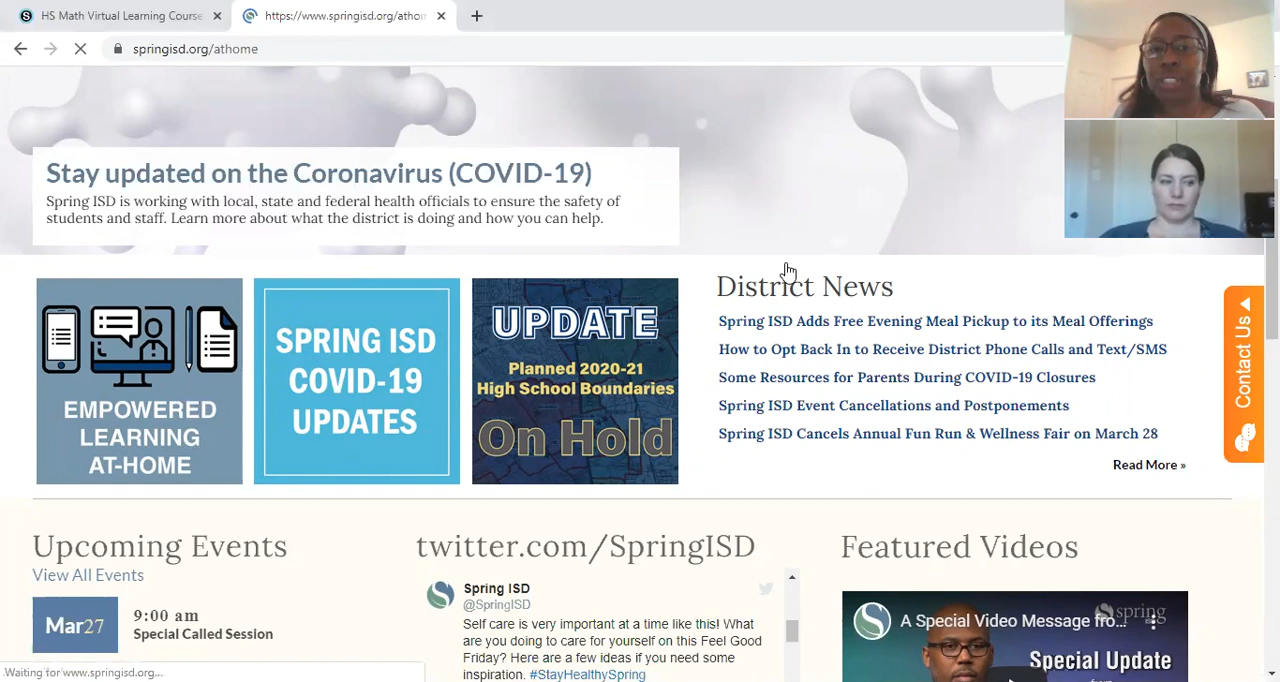 HS Math Virtual Learning Course
https://www.springisd.org/atho
springisd.org/athome
Stay updated on the Coronavirus (COVID-19)
Spring ISD is working with local, state and federal health officials to ensure the safety of
students and staff. Learn more about what the district is doing and how you can help.
EMPOWERED
LEARNING
AT-HOME
SPRING ISD
COVID-19
UPDATES
UPDATE
Planned 2020-21
High School Boundaries
On Hold
District News
Spring ISD Adds Free Evening Meal Pickup to its Meal Offerings
How to Opt Back In to Receive District Phone Calls and Text/SMS
Some Resources for Parents During COVID-19 Closures
Spring ISD Event Cancellations and Postponements
Spring ISD Cancels Annual Fun Run & Wellness Fair on March 28
Read More »
Contact Us
Upcoming Events
View All Events
Mar27
9:00 am
Special Called Session
twitter.com/SpringISD
Spring ISD
@SpringISD
Self care is very important at a time like this! What
are you doing to care for yourself on this Feel Good
Friday? Here are a few ideas if you need some
inspiration. #StayHealthySpring
Featured Videos
A Special Video Message fro...
spring
Special Update
Waiting for www.springisd.org...